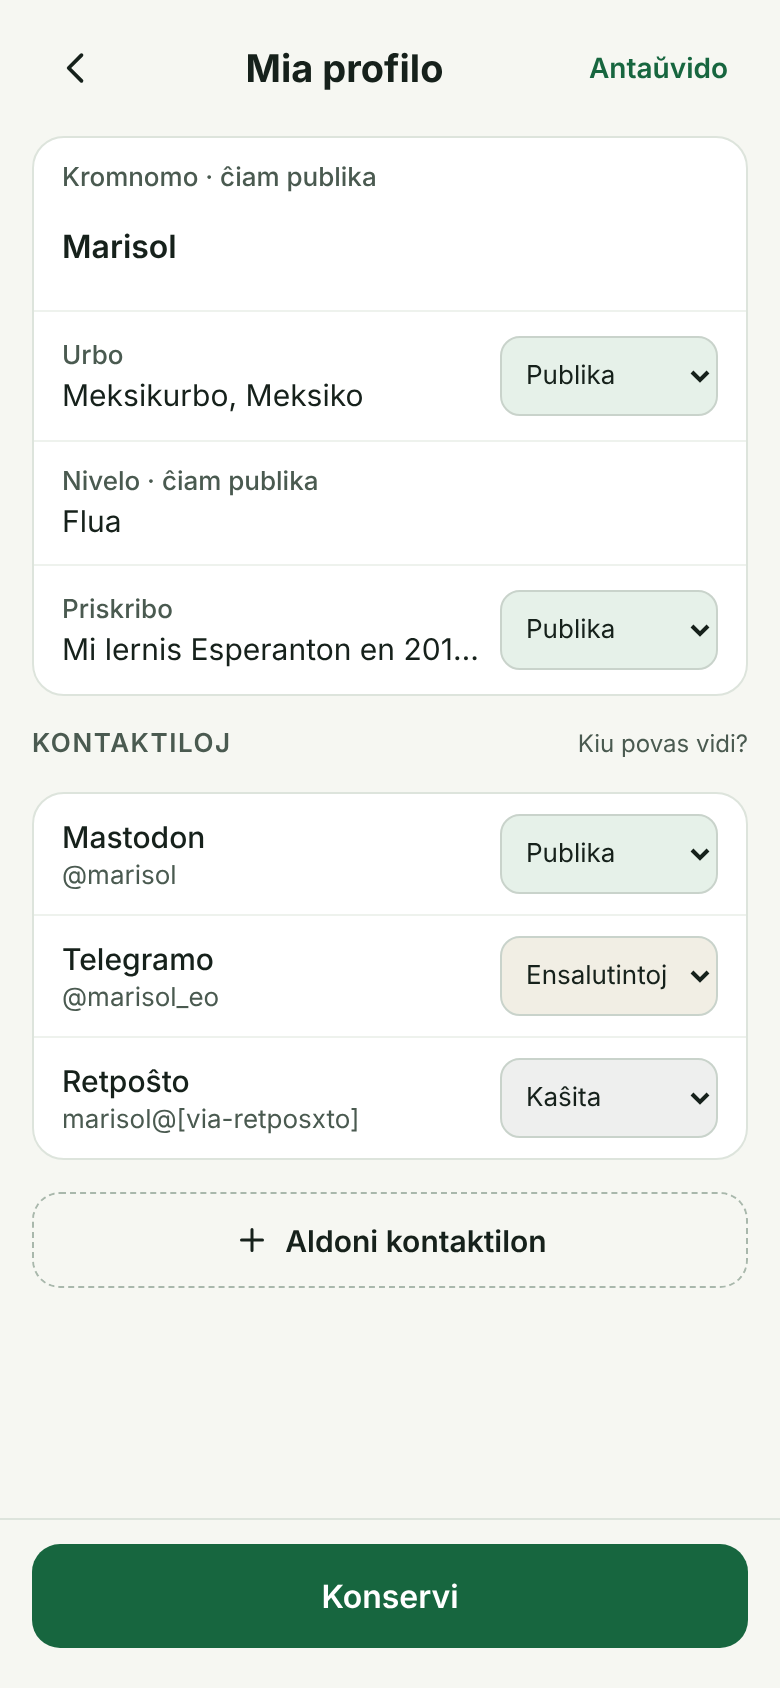 Mia profilo
Antaŭvido
Kromnomo · ĉiam publika
Marisol
Urbo
Meksikurbo, Meksiko
Publika
Nivelo · ĉiam publika
Flua
Priskribo
Mi lernis Esperanton en 201...
Publika
KONTAKTILOJ
Kiu povas vidi?
Mastodon
@marisol
Publika
Telegramo
@marisol_eo
Ensalutintoj
Retpoŝto
marisol@[via-retposxto]
Kaŝita
+ Aldoni kontaktilon
Konservi